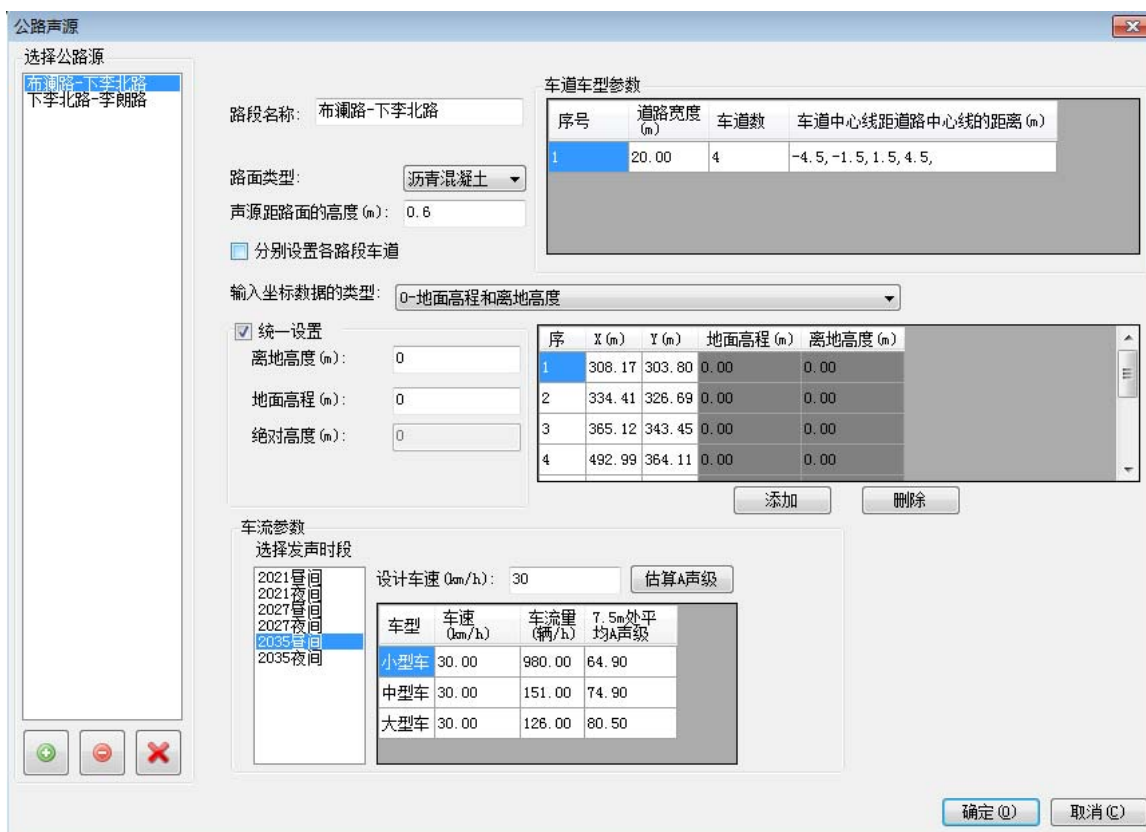 公路声源
选择公路源
布澜路-下李北路
下李北路-李朗路
路段名称: 布澜路-下李北路
路面类型: 沥青混凝土
声源距路面的高度(m): 0.6
分别设置各路段车道
车道车型参数
序号 道路宽度(m) 车道数 车道中心线距道路中心线的距离(m)
1 20.00 4 -4.5,-1.5,1.5,4.5,
输入坐标数据的类型: 0-地面高程和离地高度
统一设置
离地高度(m): 0
地面高程(m): 0
绝对高度(m): 0
序 X(m) Y(m) 地面高程(m) 离地高度(m)
1 308.17 303.80 0.00 0.00
2 334.41 326.69 0.00 0.00
3 365.12 343.45 0.00 0.00
4 492.99 364.11 0.00 0.00
添加 删除
车流参数
选择发声时段
2021昼间
2021夜间
2027昼间
2027夜间
2035昼间
2035夜间
设计车速(km/h): 30 估算A声级
车型 车速(km/h) 车流量(辆/h) 7.5m处平均A声级
小型车 30.00 980.00 64.90
中型车 30.00 151.00 74.90
大型车 30.00 126.00 80.50
确定(O) 取消(C)